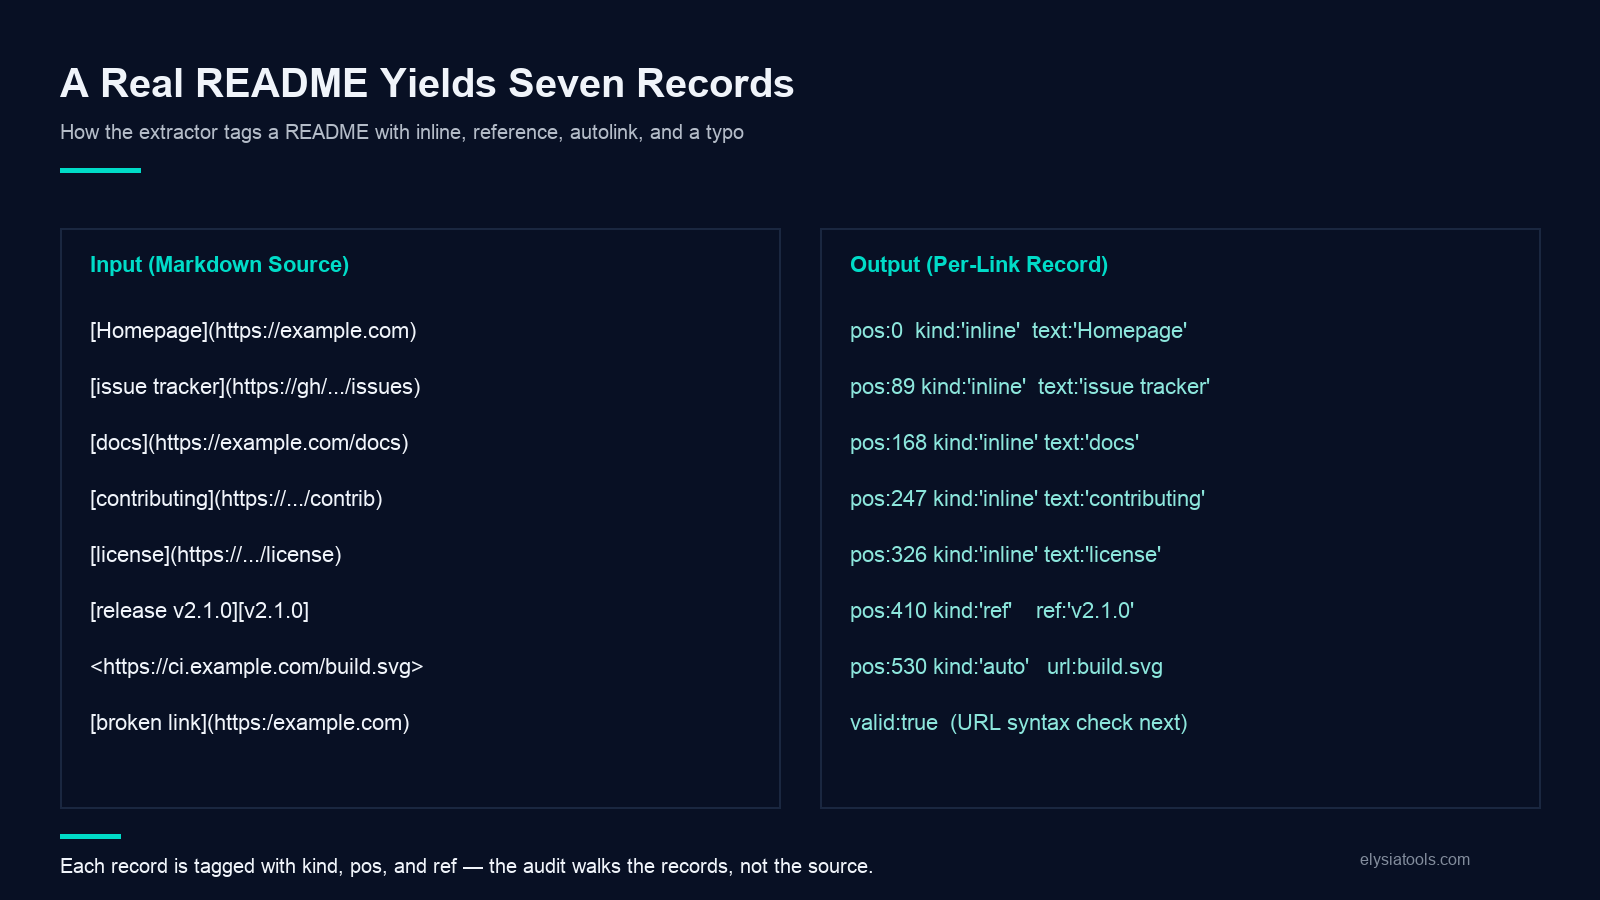 A Real README Yields Seven Records
How the extractor tags a README with inline, reference, autolink, and a typo
Input (Markdown Source)
[Homepage](https://example.com)
[issue tracker](https://gh/.../issues)
[docs](https://example.com/docs)
[contributing](https://.../contrib)
[license](https://.../license)
[release v2.1.0][v2.1.0]
<https://ci.example.com/build.svg>
[broken link](https:/example.com)
Output (Per-Link Record)
pos:0  kind:'inline'  text:'Homepage'
pos:89 kind:'inline'  text:'issue tracker'
pos:168 kind:'inline' text:'docs'
pos:247 kind:'inline' text:'contributing'
pos:326 kind:'inline' text:'license'
pos:410 kind:'ref'    ref:'v2.1.0'
pos:530 kind:'auto'   url:build.svg
valid:true  (URL syntax check next)
Each record is tagged with kind, pos, and ref — the audit walks the records, not the source.
elysiatools.com